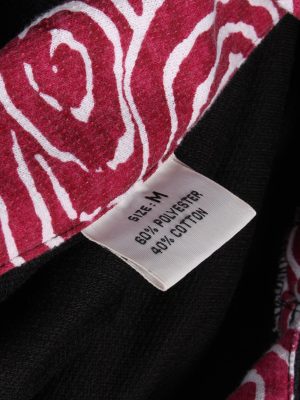 SIZE: M
60% POLYESTER
40% COTTON